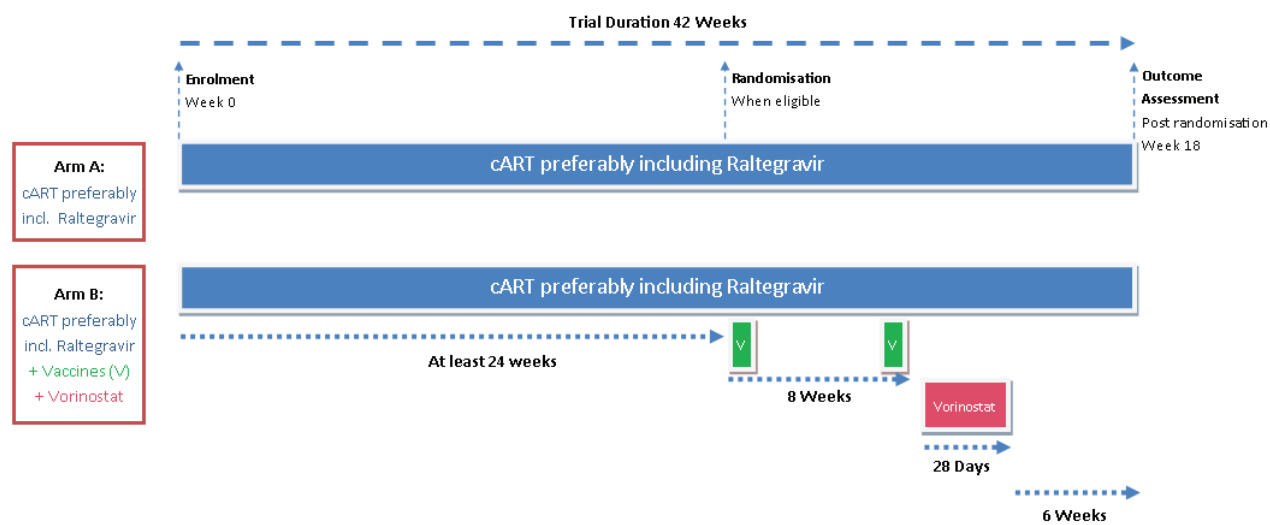 Trial Duration 42 Weeks
Enrolment
Week 0
Randomisation
When eligible
Outcome
Assessment
Post randomisation
Week 18
Arm A:
cART preferably
incl. Raltegravir
cART preferably including Raltegravir
Arm B:
cART preferably
incl. Raltegravir
+ Vaccines (V)
+ Vorinostat
cART preferably including Raltegravir
At least 24 weeks
V
V
8 Weeks
Vorinostat
28 Days
6 Weeks